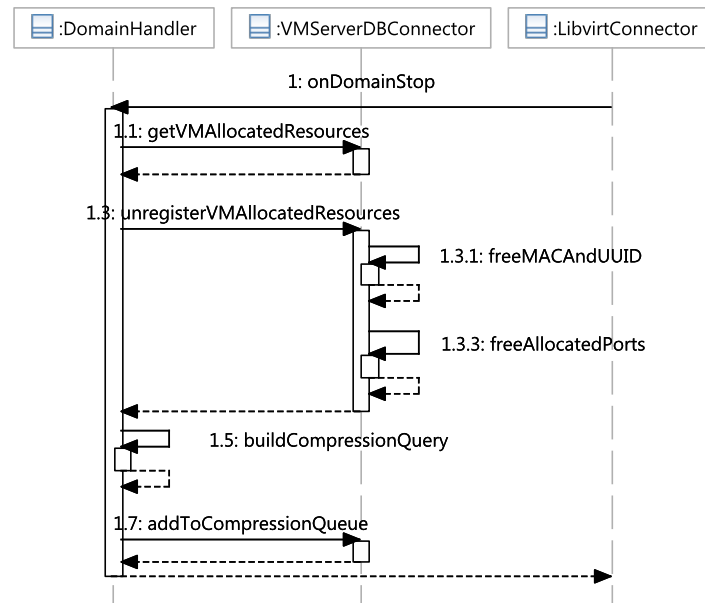 :DomainHandler
:VMServerDBConnector
:LibvirtConnector
1: onDomainStop
1.1: getVMAllocatedResources
1.3: unregisterVMAllocatedResources
1.3.1: freeMACAndUUID
1.3.3: freeAllocatedPorts
1.5: buildCompressionQuery
1.7: addToCompressionQueue